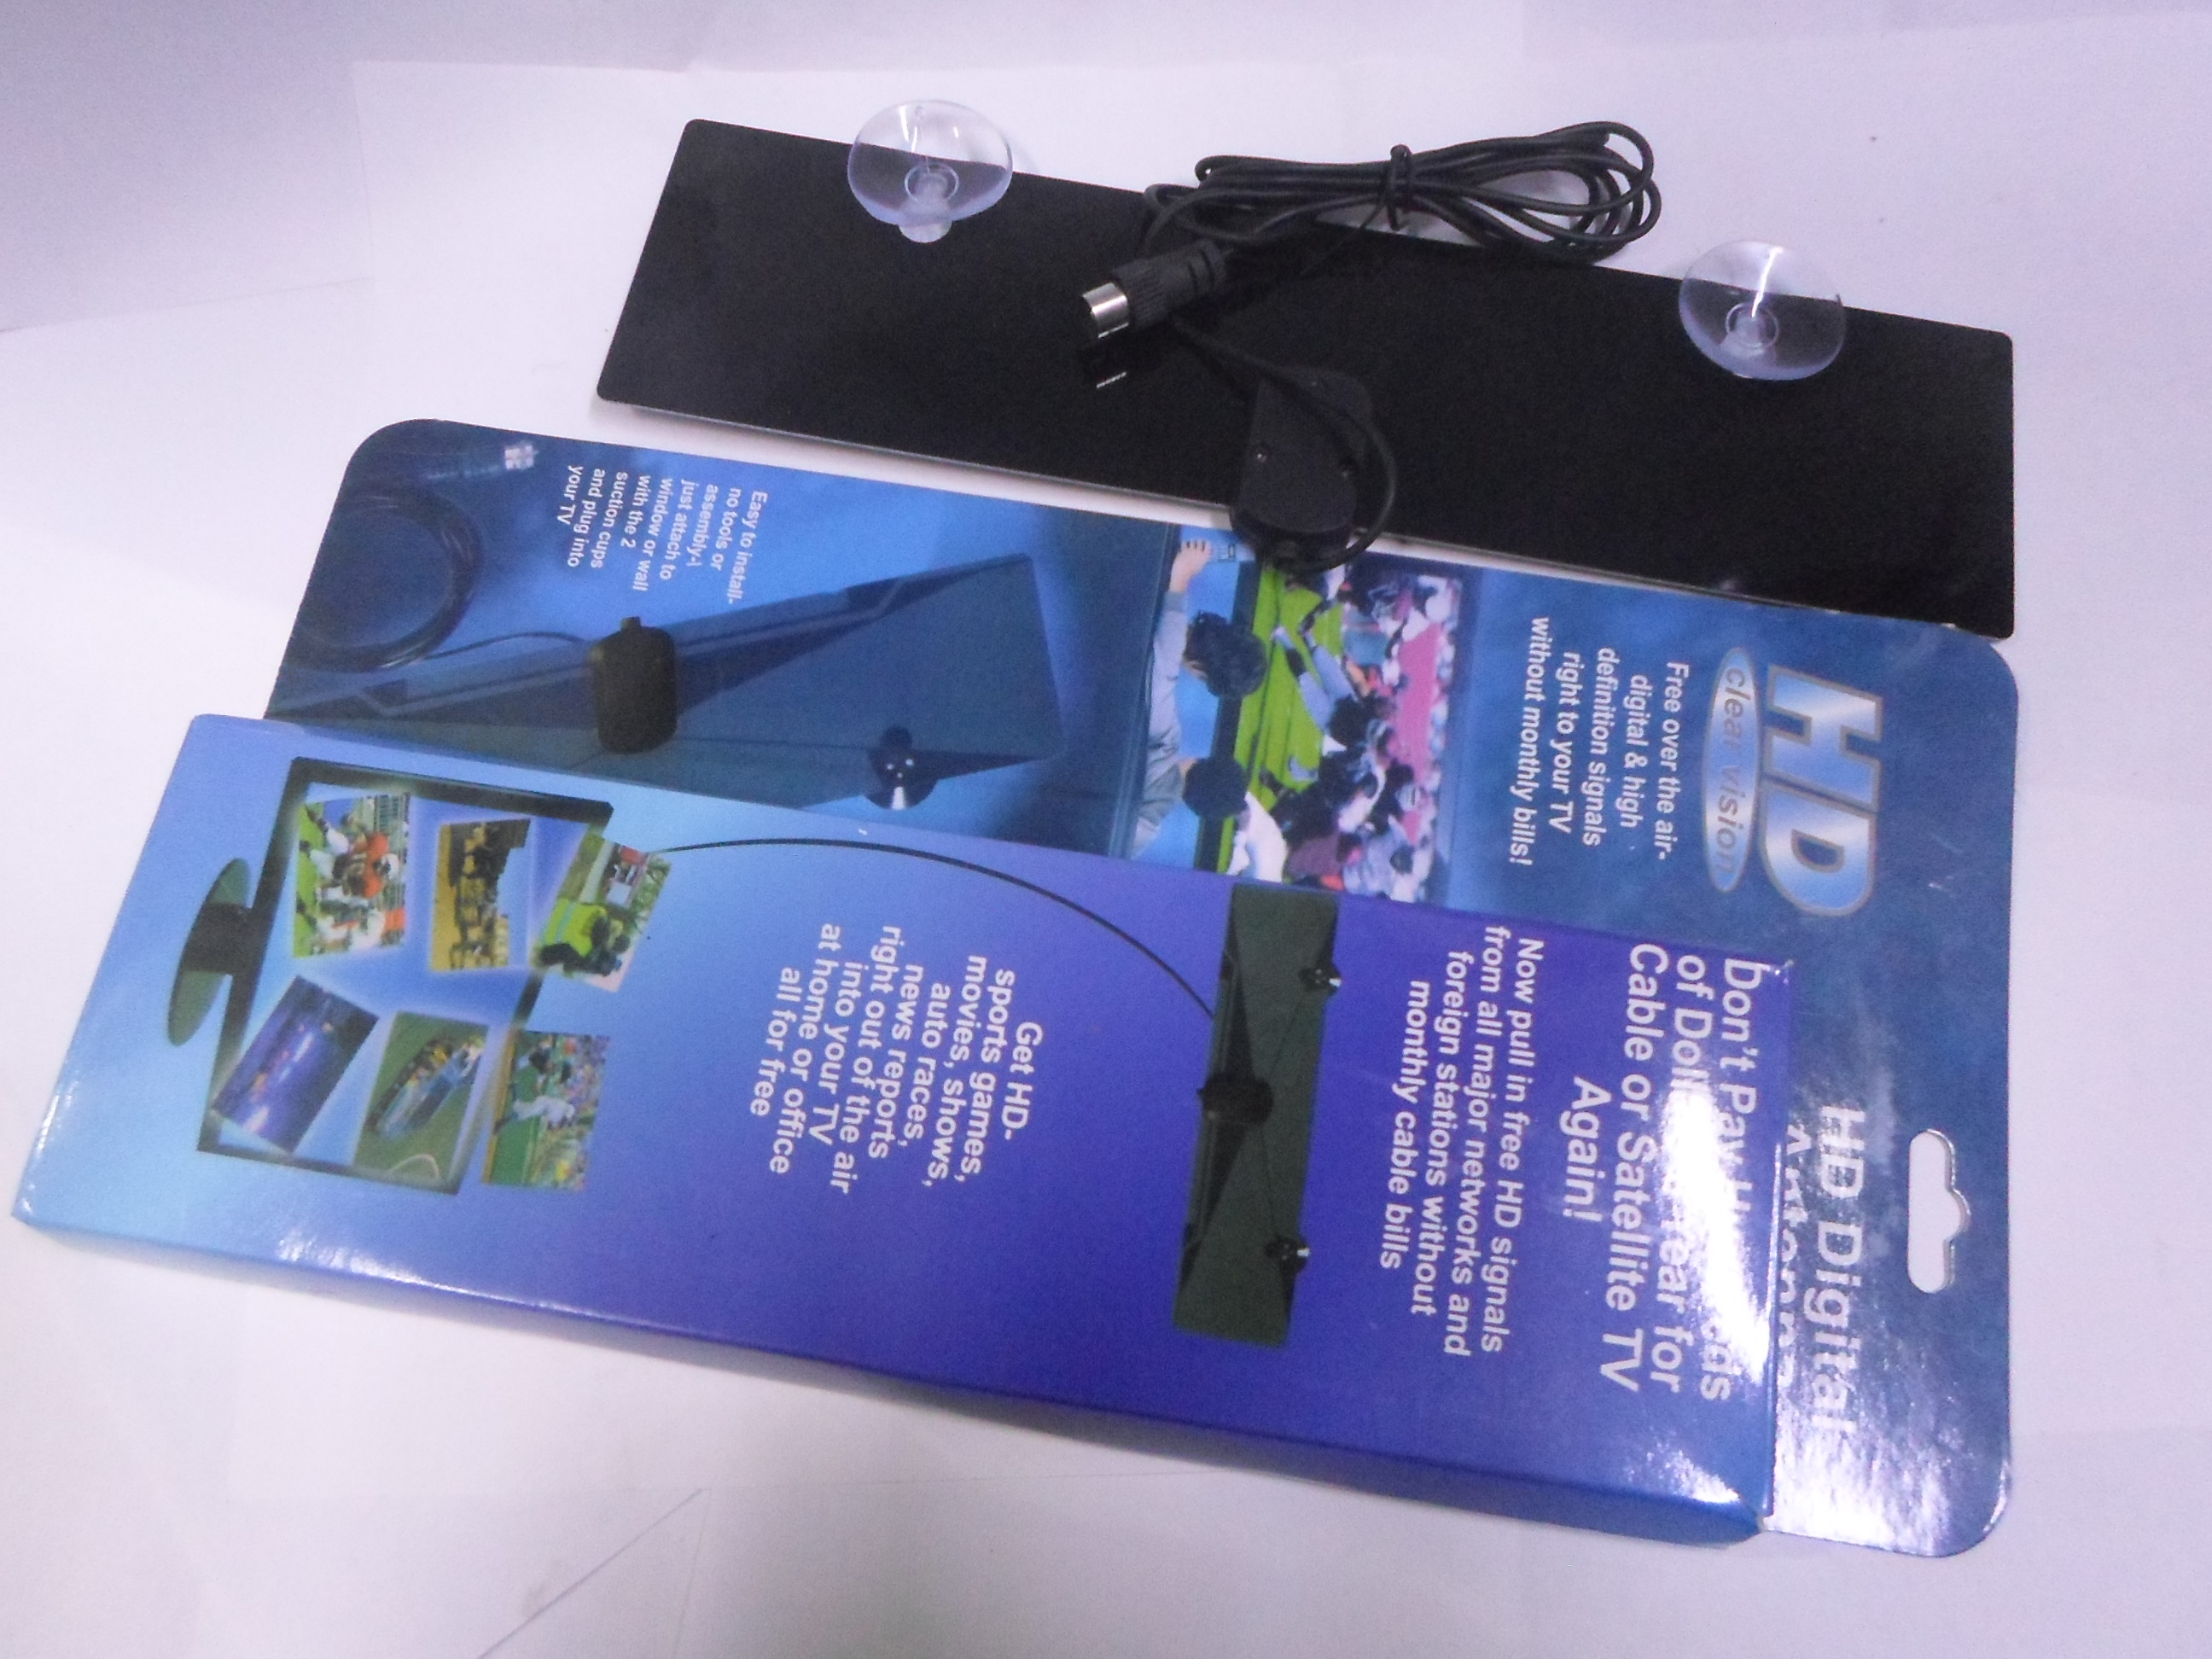 HD
clear vision
Free over the air-
digital & high
definition signals
right to your TV
without monthly bills!
Easy to install-
no tools or
assembly-
just attach to
window or wall
with the 2
suction cups
and plug into
your TV
HD Digital
Don't Pay
of Year for
Cable or Satellite TV
Again!
Now pull in free HD signals
from all major networks and
foreign stations without
monthly cable bills
Get HD-
sports games,
movies, shows,
auto races,
news reports
right out of the air
into your TV
at home or office
all for free